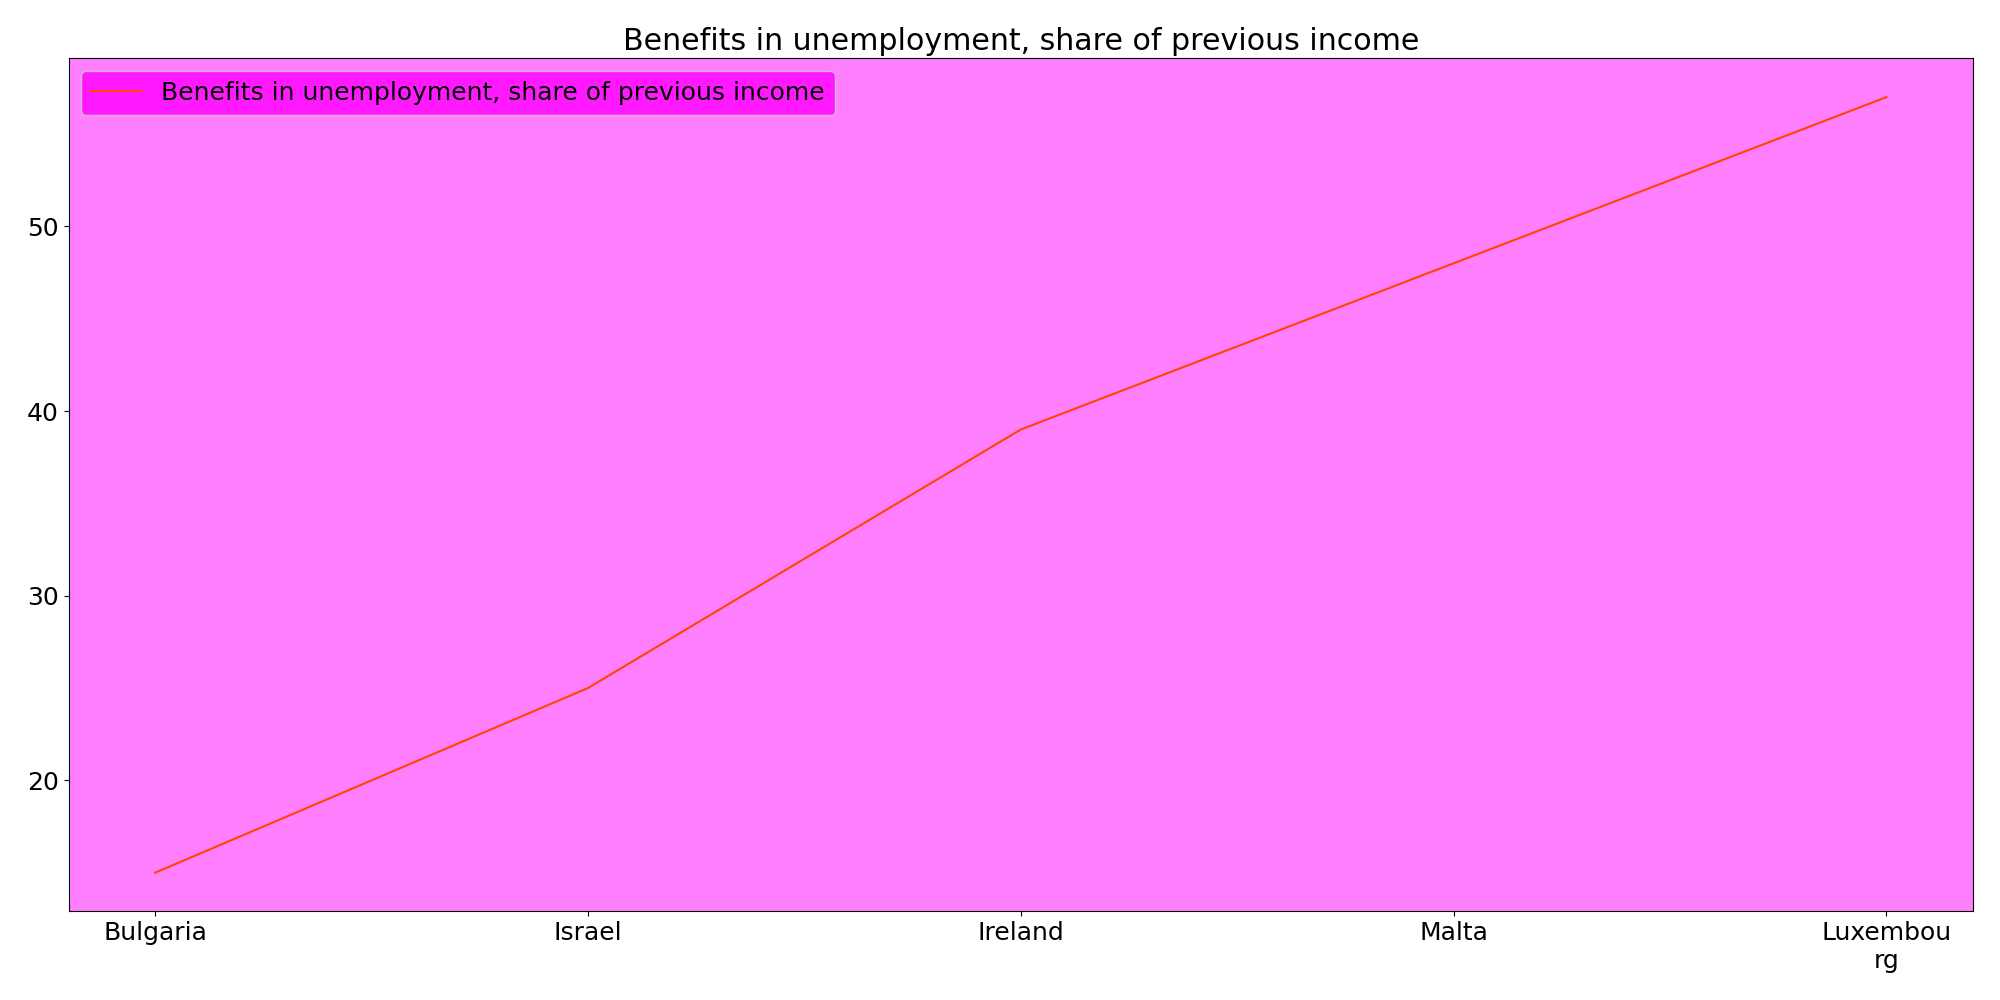 Benefits in unemployment, share of previous income
Benefits in unemployment, share of previous income
50
40
30
20
Bulgaria Israel Ireland Malta Luxembou
rg